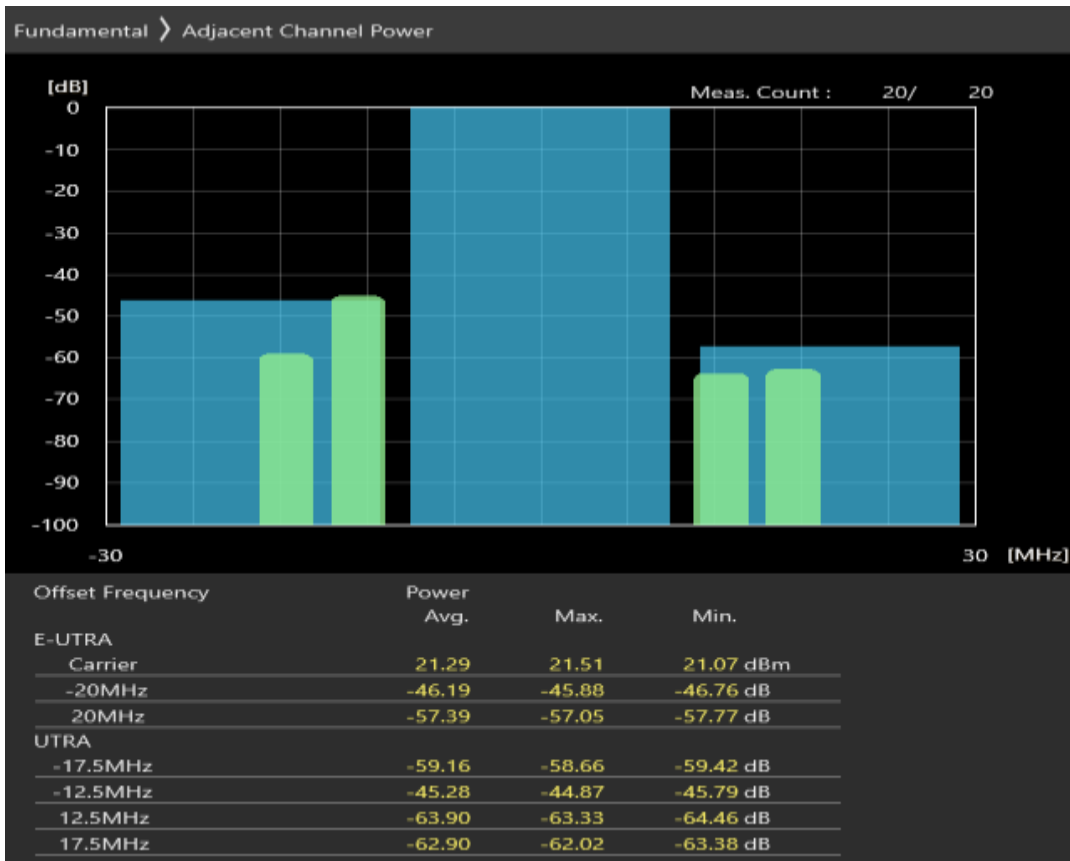 Fundamental ❯ Adjacent Channel Power
[dB]
Meas. Count : 20/ 20
0
-10
-20
-30
-40
-50
-60
-70
-80
-90
-100
-30 30 [MHz]
Offset Frequency Power
Avg. Max. Min.
E-UTRA
Carrier 21.29 21.51 21.07 dBm
-20MHz -46.19 -45.88 -46.76 dB
20MHz -57.39 -57.05 -57.77 dB
UTRA
-17.5MHz -59.16 -58.66 -59.42 dB
-12.5MHz -45.28 -44.87 -45.79 dB
12.5MHz -63.90 -63.33 -64.46 dB
17.5MHz -62.90 -62.02 -63.38 dB